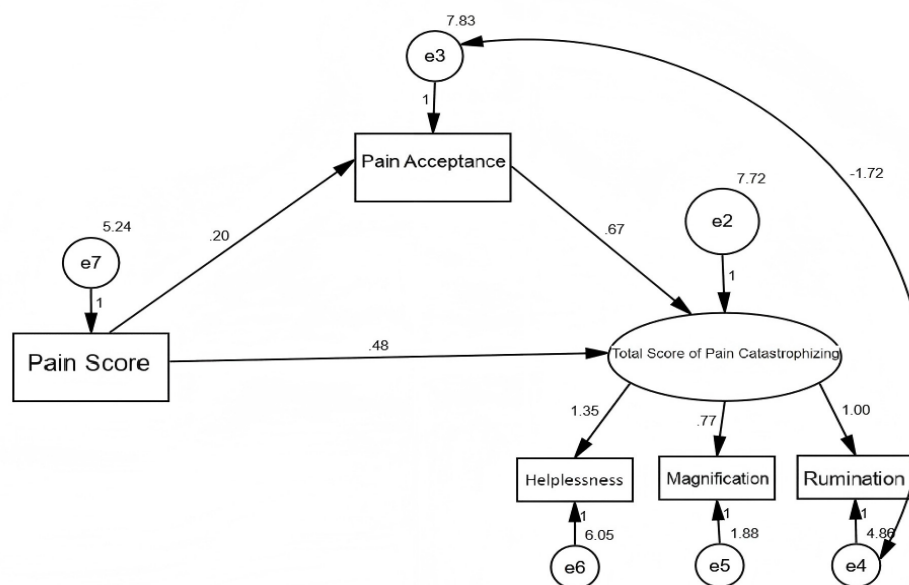 7.83
e3
1
Pain Acceptance
-1.72
7.72
e2
1
5.24
e7
1
.20
.67
Pain Score
.48
Total Score of Pain Catastrophizing
1.35
.77
1.00
Helplessness
Magnification
Rumination
1
6.05
1
1.88
1
4.86
e6
e5
e4